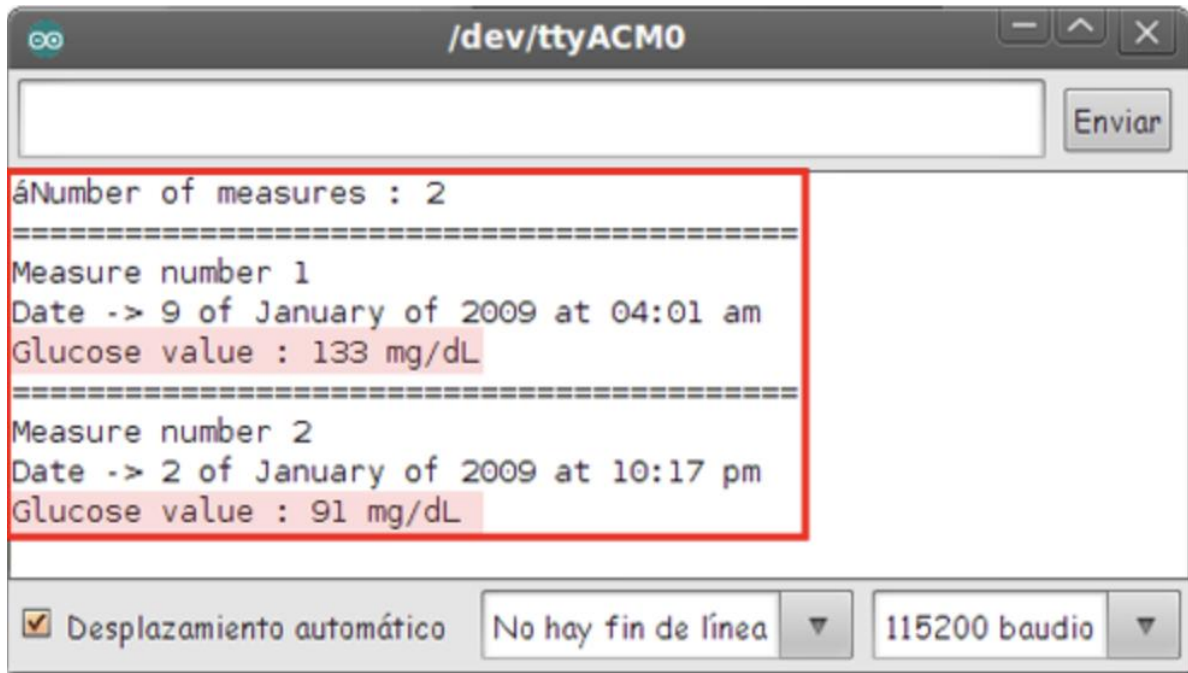 /dev/ttyACM0
Enviar
áNumber of measures : 2
==========================================
Measure number 1
Date -> 9 of January of 2009 at 04:01 am
Glucose value : 133 mg/dL
==========================================
Measure number 2
Date -> 2 of January of 2009 at 10:17 pm
Glucose value : 91 mg/dL
Desplazamiento automático No hay fin de línea 115200 baudio